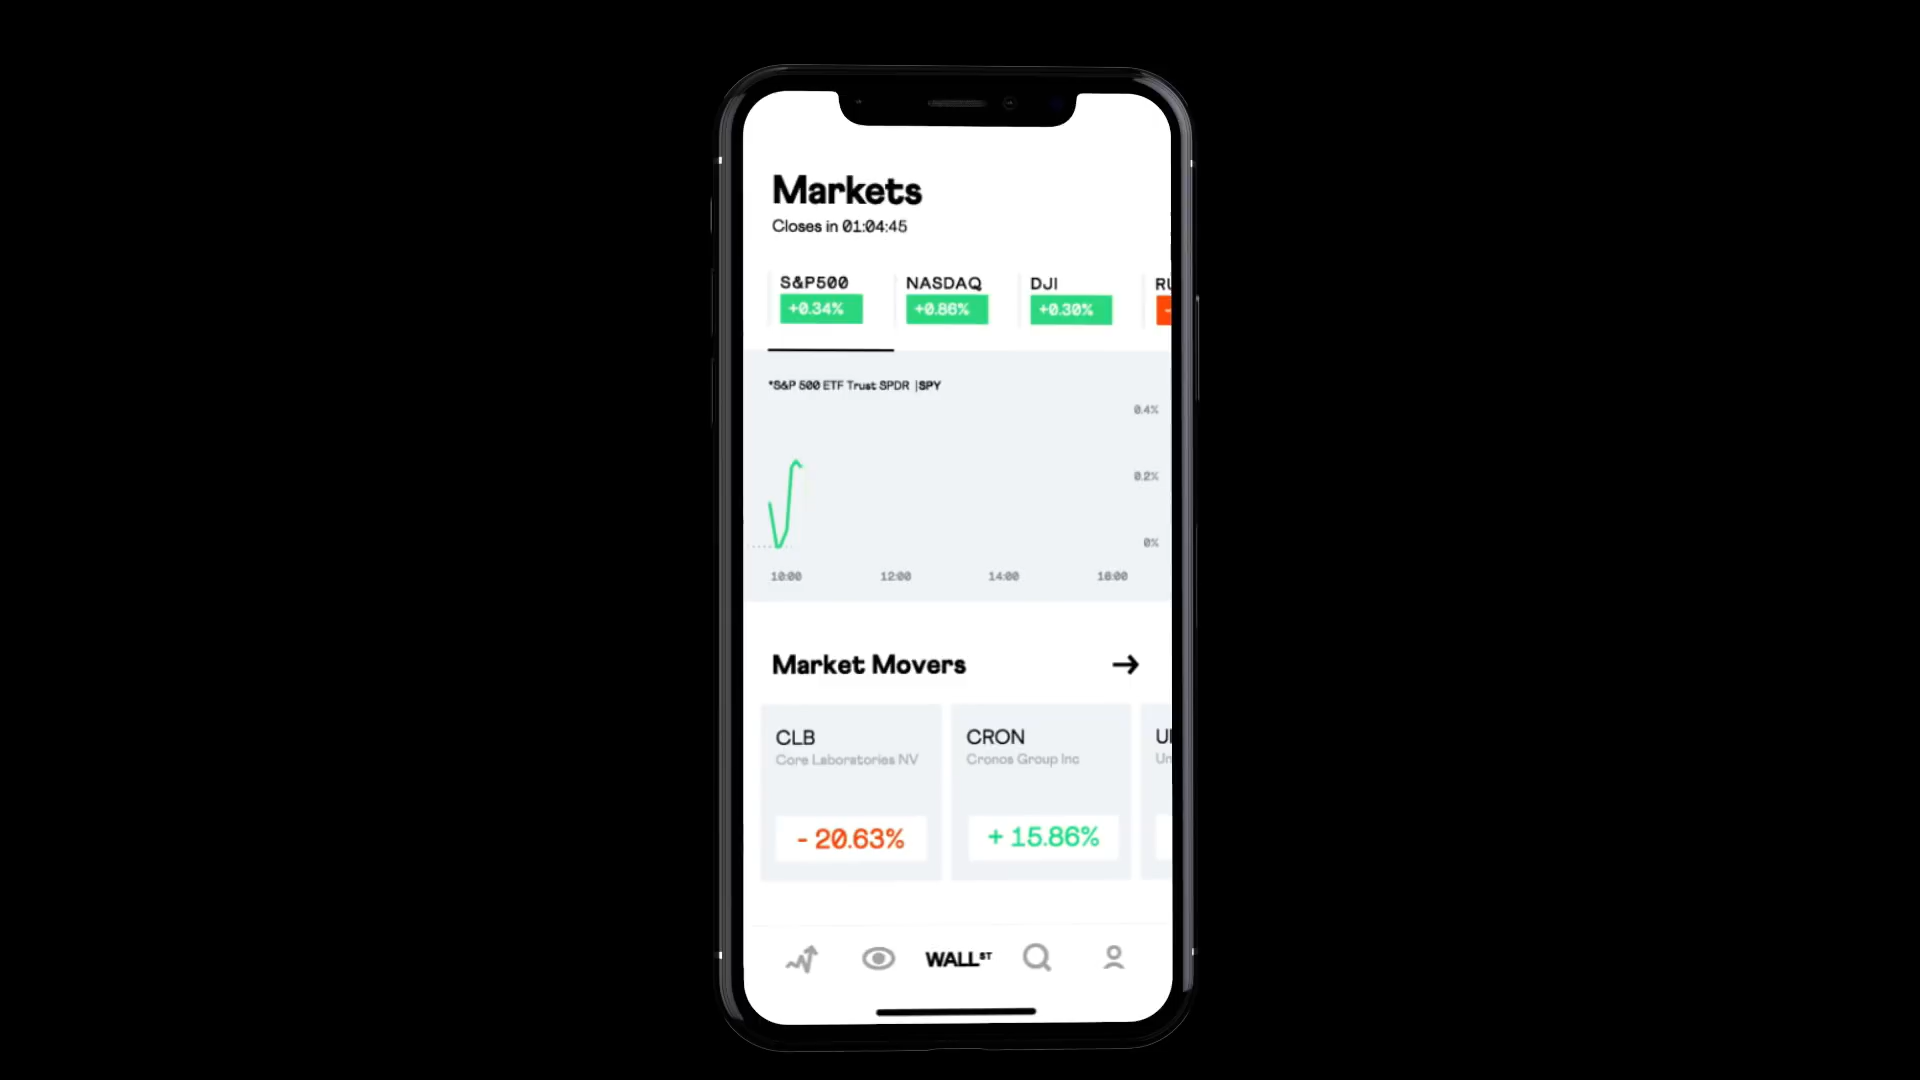 Markets
Closes in 01:04:45
S&P500 NASDAQ DJI
+0.34% +0.86% +0.30% -
*S&P 500 ETF Trust SPDR |SPY
0.4%
0.2%
0%
10:00 12:00 14:00 16:00
Market Movers →
CLB CRON
Core Laboratories NV Cronos Group Inc
- 20.63% + 15.86%
WALL ST